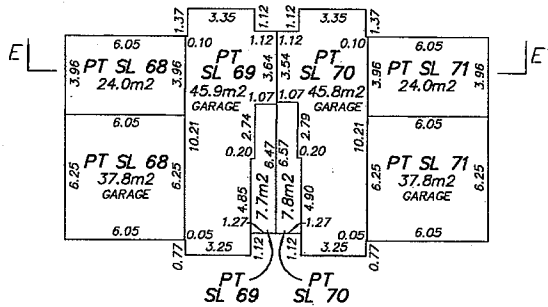 1.37
3.35
1.12
1.12
3.35
1.37
E
6.05
0.10
1.12
1.12
0.10
6.05
E
PT SL 68
24.0m2
3.96
3.96
PT
SL 69
45.9m2
GARAGE
3.64
3.54
PT
SL 70
45.8m2
GARAGE
3.96
PT SL 71
24.0m2
3.96
1.07
1.07
6.05
6.05
2.74
2.79
10.21
10.21
0.20
6.47
6.57
0.20
PT SL 68
37.8m2
GARAGE
6.25
6.25
4.85
7.7m2
7.8m2
4.90
6.25
PT SL 71
37.8m2
GARAGE
6.25
6.05
0.05
1.27
1.27
0.05
6.05
0.77
3.25
1.12
1.12
3.25
0.77
PT
SL 69
PT
SL 70